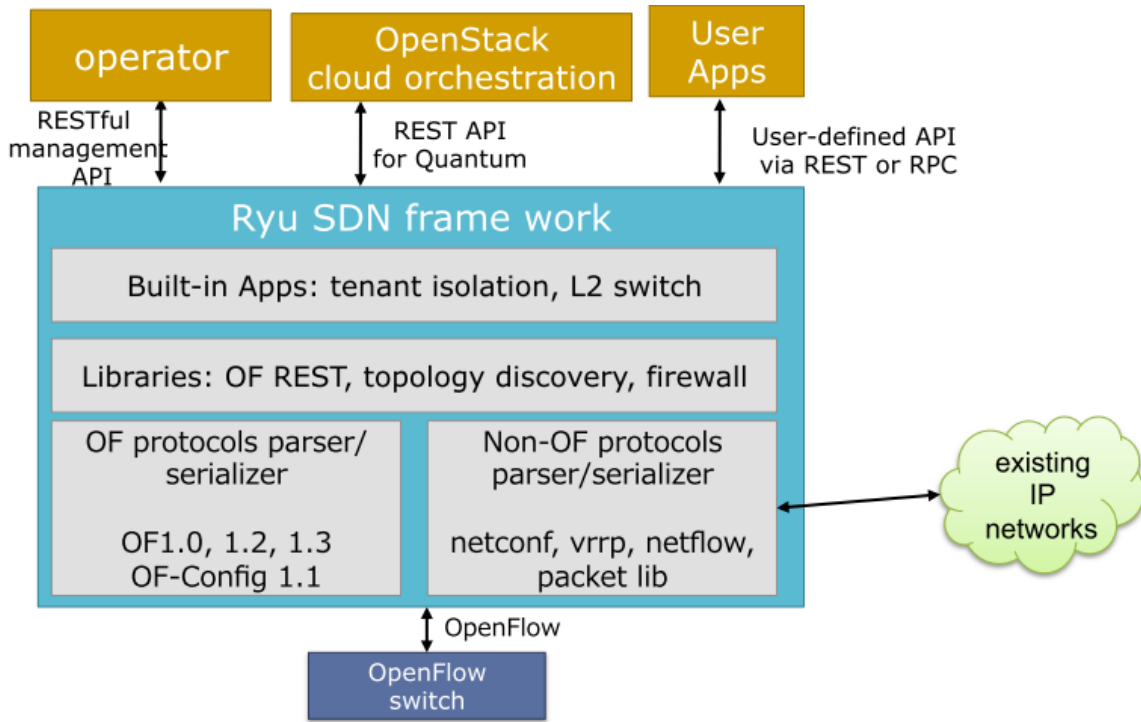 operator
OpenStack
cloud orchestration
User
Apps
RESTful
management
API
REST API
for Quantum
User-defined API
via REST or RPC
Ryu SDN frame work
Built-in Apps: tenant isolation, L2 switch
Libraries: OF REST, topology discovery, firewall
OF protocols parser/
serializer
OF1.0, 1.2, 1.3
OF-Config 1.1
Non-OF protocols
parser/serializer
netconf, vrrp, netflow,
packet lib
existing
IP
networks
OpenFlow
OpenFlow
switch